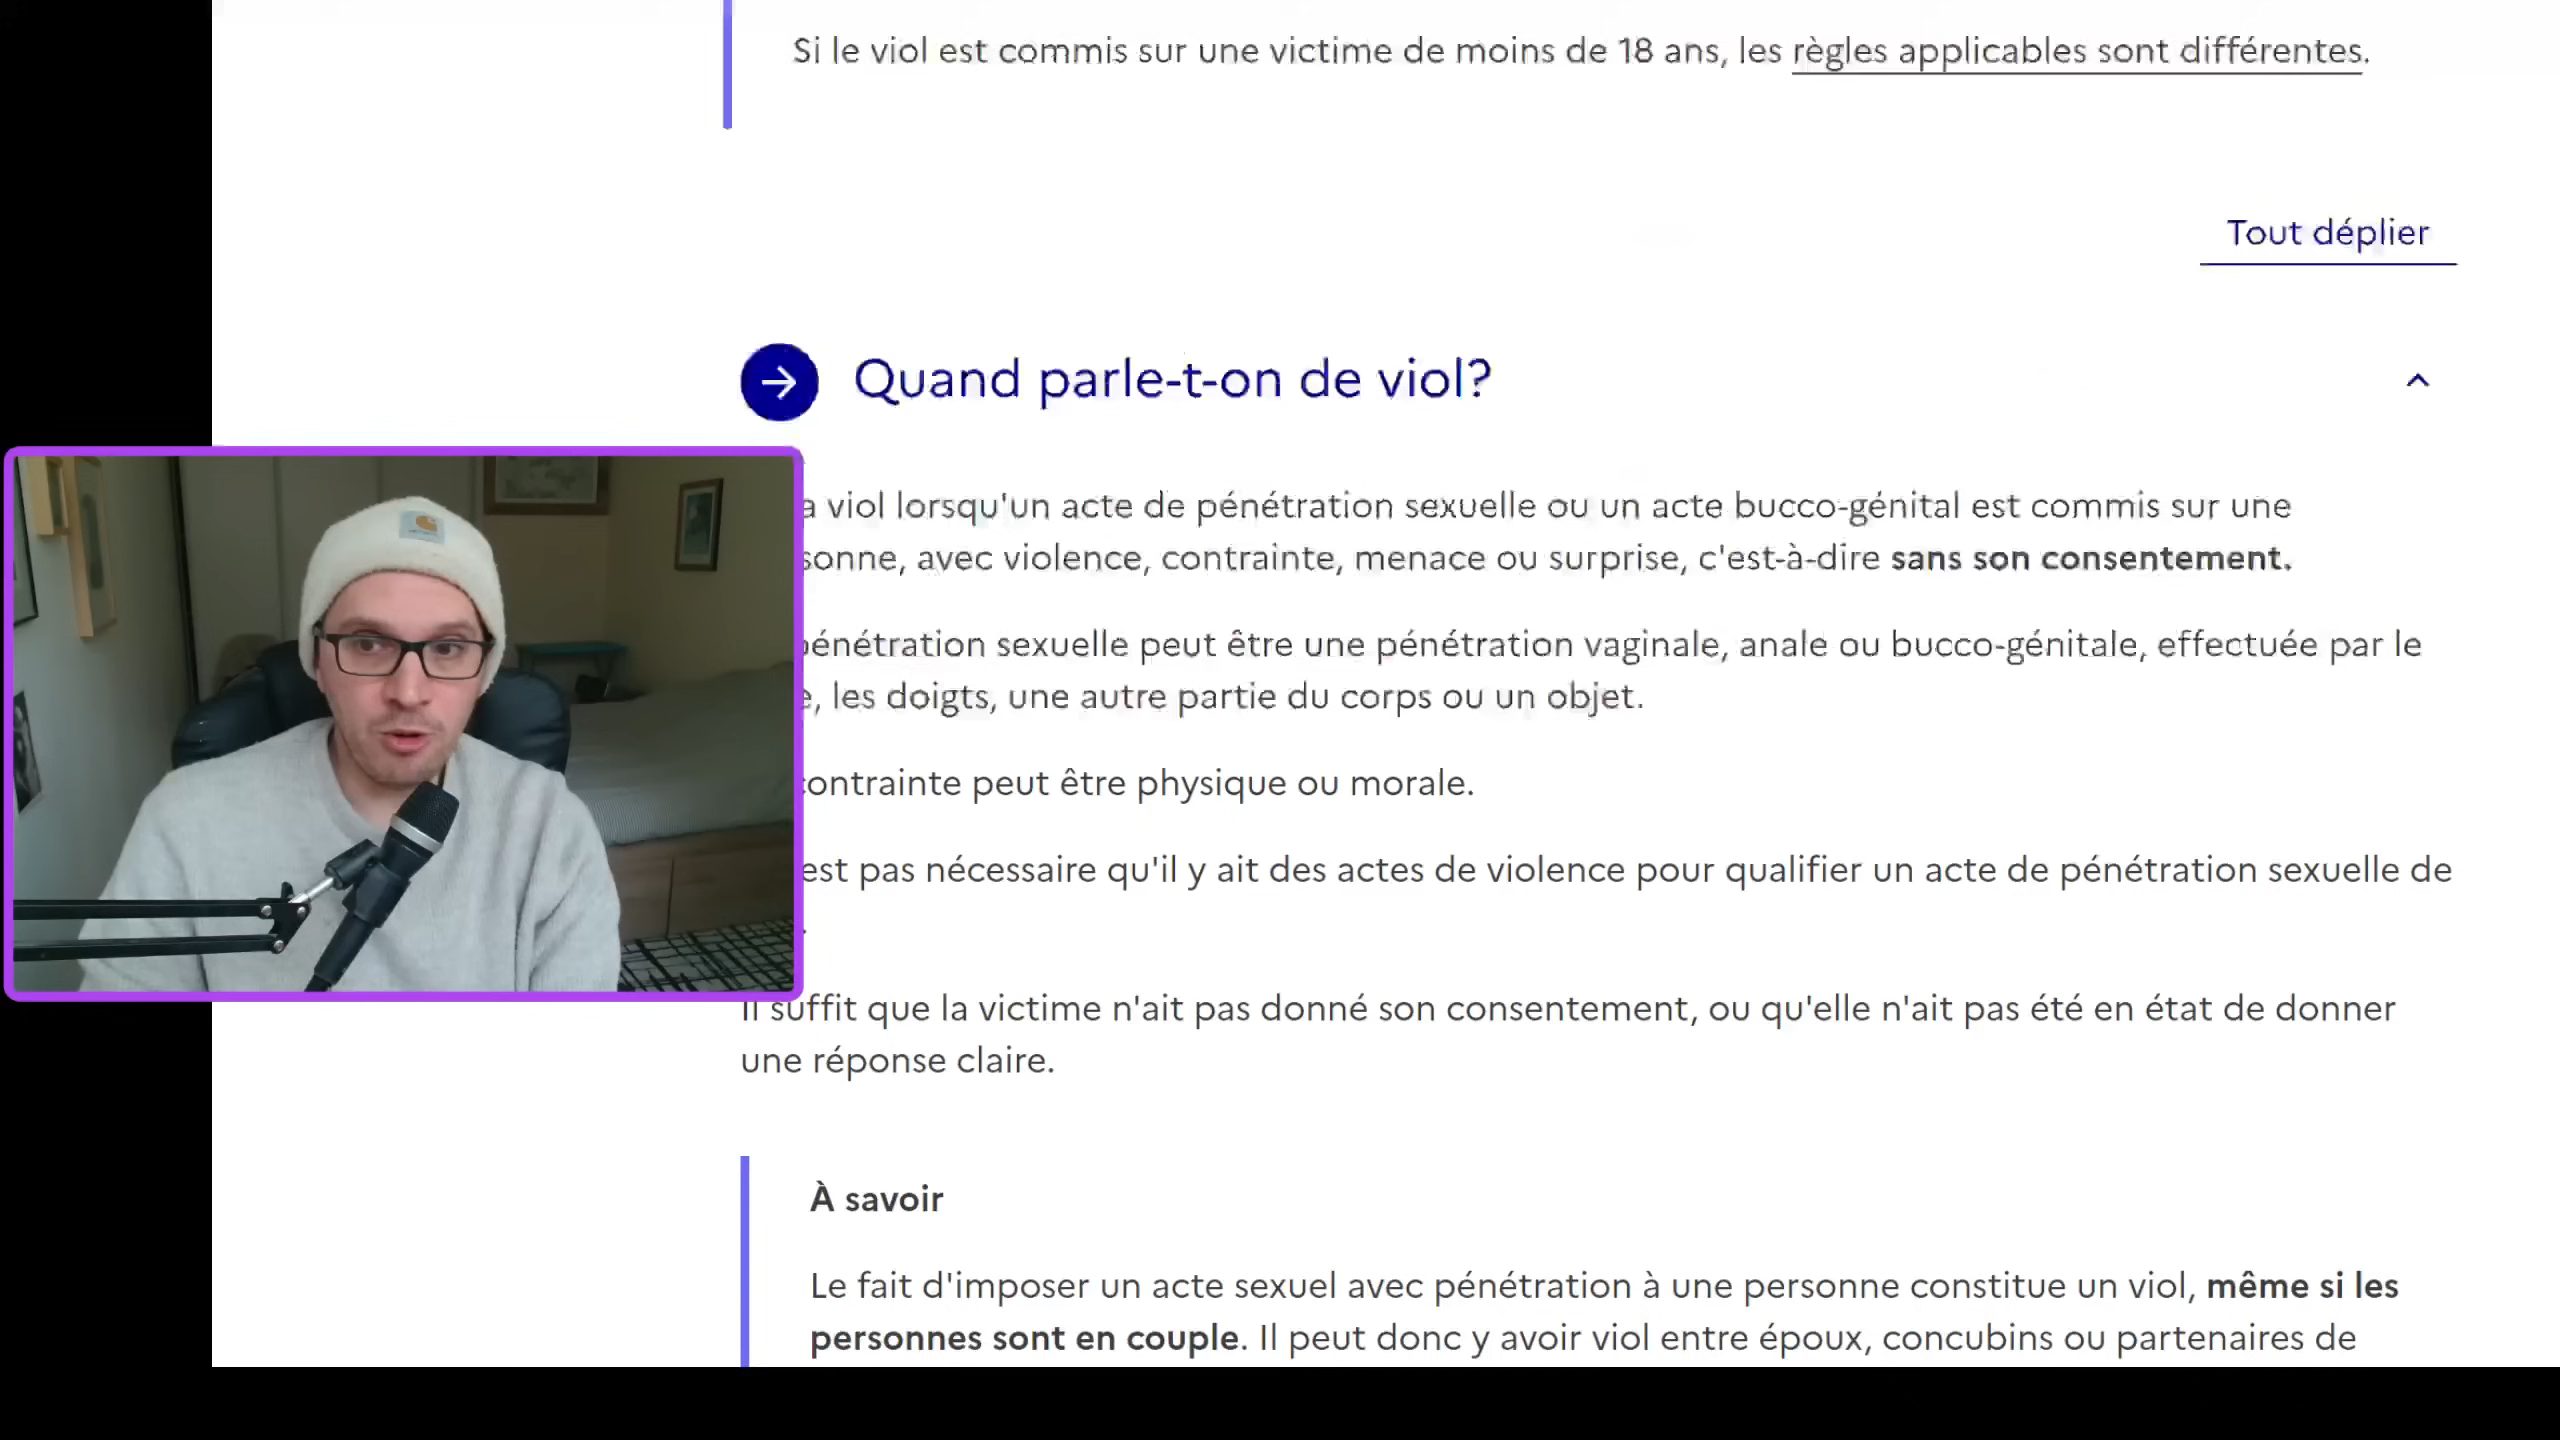 Si le viol est commis sur une victime de moins de 18 ans, les règles applicables sont différentes.
Tout déplier
Quand parle-t-on de viol?
a viol lorsqu'un acte de pénétration sexuelle ou un acte bucco-génital est commis sur une
sonne, avec violence, contrainte, menace ou surprise, c'est-à-dire sans son consentement.
pénétration sexuelle peut être une pénétration vaginale, anale ou bucco-génitale, effectuée par le
, les doigts, une autre partie du corps ou un objet.
contrainte peut être physique ou morale.
est pas nécessaire qu'il y ait des actes de violence pour qualifier un acte de pénétration sexuelle de
.
Il suffit que la victime n'ait pas donné son consentement, ou qu'elle n'ait pas été en état de donner
une réponse claire.
À savoir
Le fait d'imposer un acte sexuel avec pénétration à une personne constitue un viol, même si les
personnes sont en couple. Il peut donc y avoir viol entre époux, concubins ou partenaires de